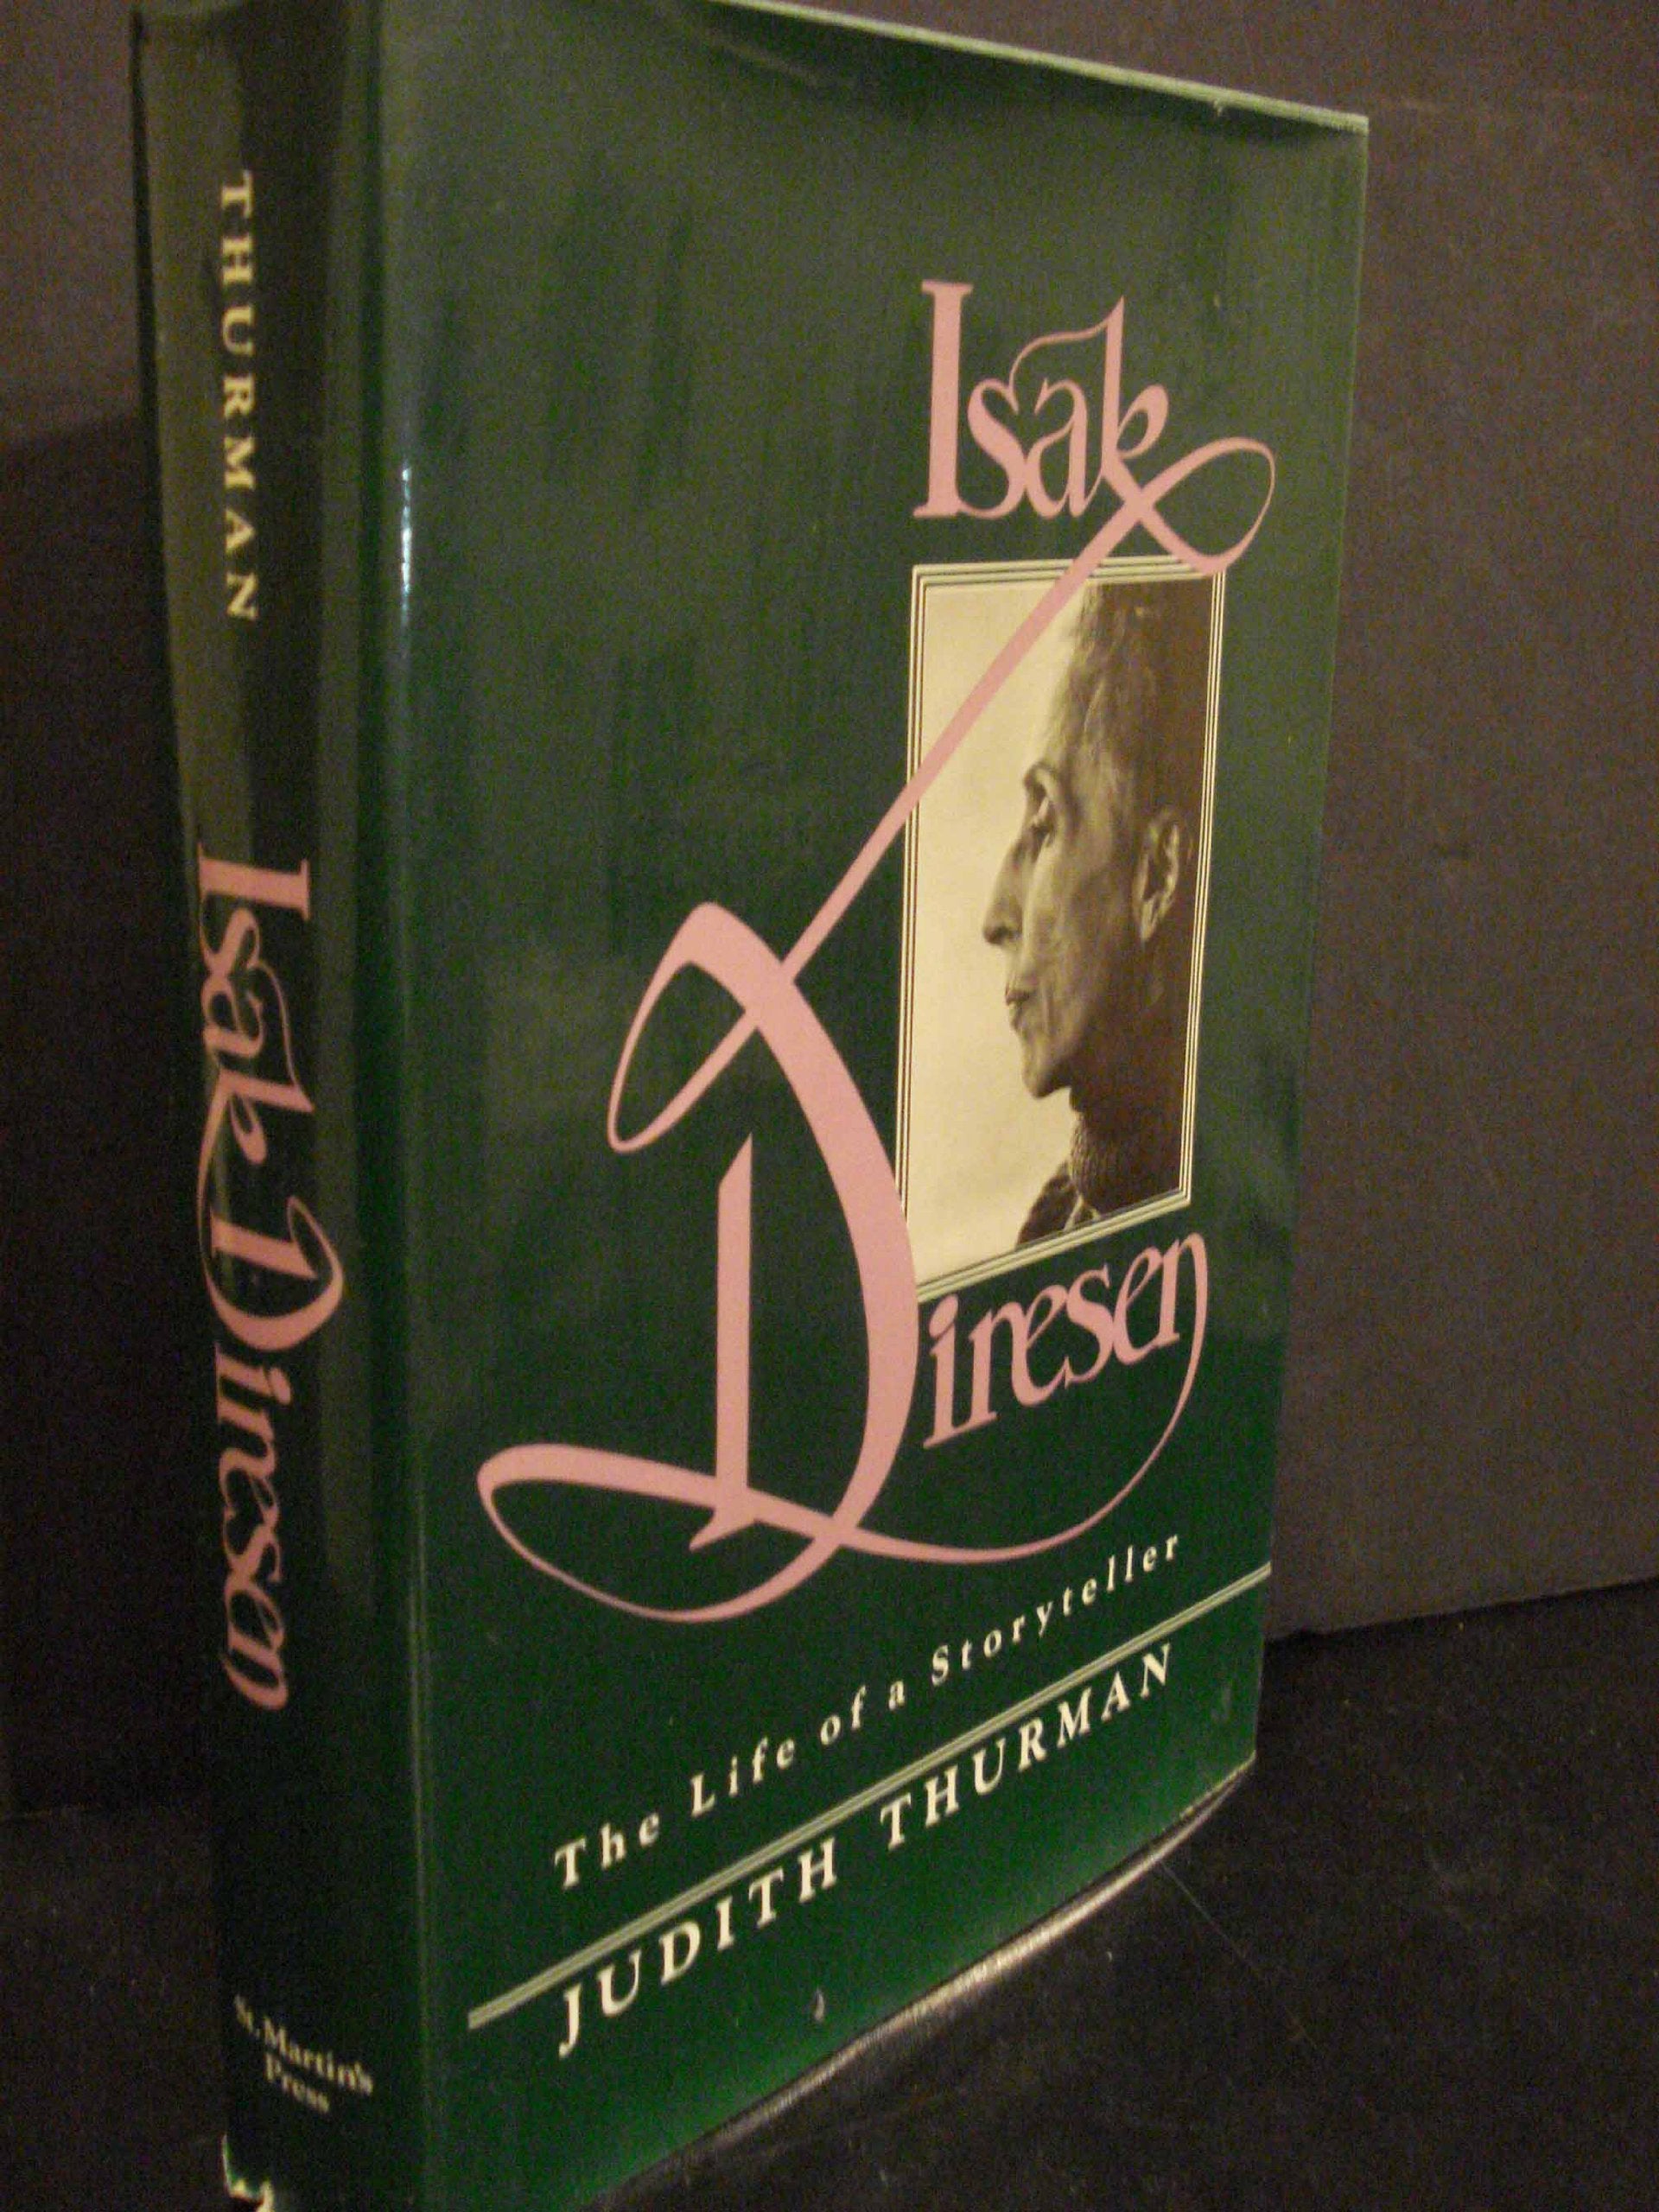 THURMAN
Isak Dinesen
St. Martin's
Press
Isak
Dinesen
The Life of a Storyteller
JUDITH THURMAN